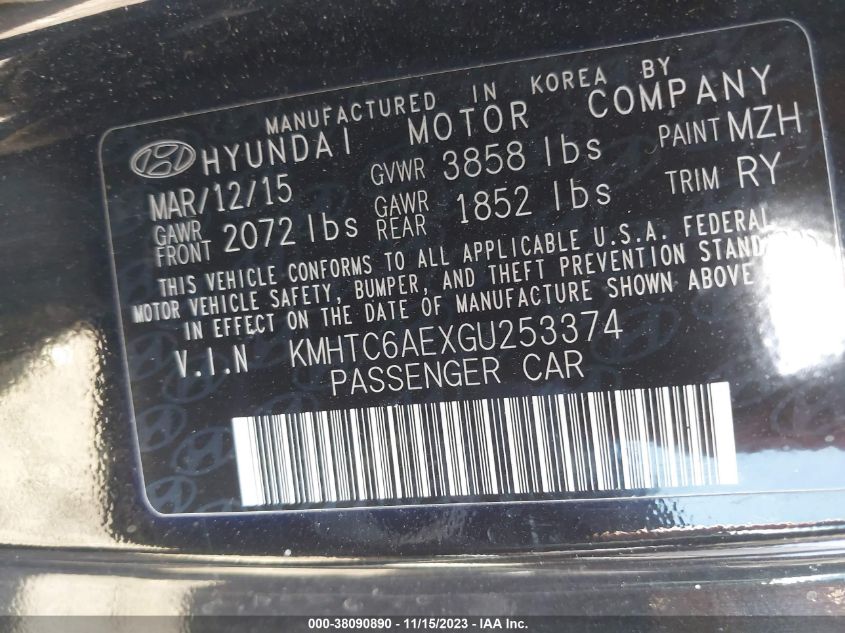 MANUFACTURED IN KOREA BY
HYUNDAI MOTOR COMPANY
MAR/12/15 GVWR 3858 lbs PAINT MZH
GAWR FRONT 2072 lbs GAWR REAR 1852 lbs TRIM RY
THIS VEHICLE CONFORMS TO ALL APPLICABLE U.S.A. FEDERAL
MOTOR VEHICLE SAFETY, BUMPER, AND THEFT PREVENTION STAND
IN EFFECT ON THE DATE OF MANUFACTURE SHOWN ABOVE
V.I.N KMHTC6AEXGU253374
PASSENGER CAR
000-38090890 - 11/15/2023 - IAA Inc.